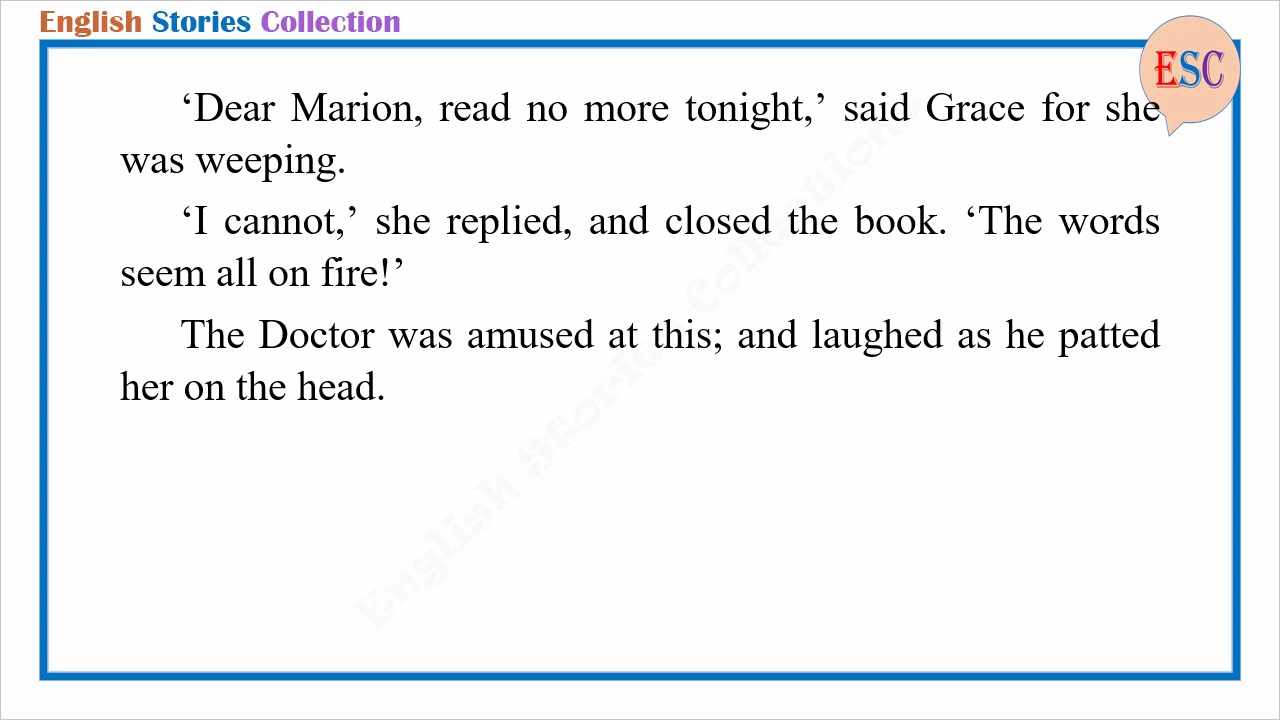 English Stories Collection
ESC
‘Dear Marion, read no more tonight,’ said Grace for she
was weeping.
‘I cannot,’ she replied, and closed the book. ‘The words
seem all on fire!’
The Doctor was amused at this; and laughed as he patted
her on the head.
English Stories Collection